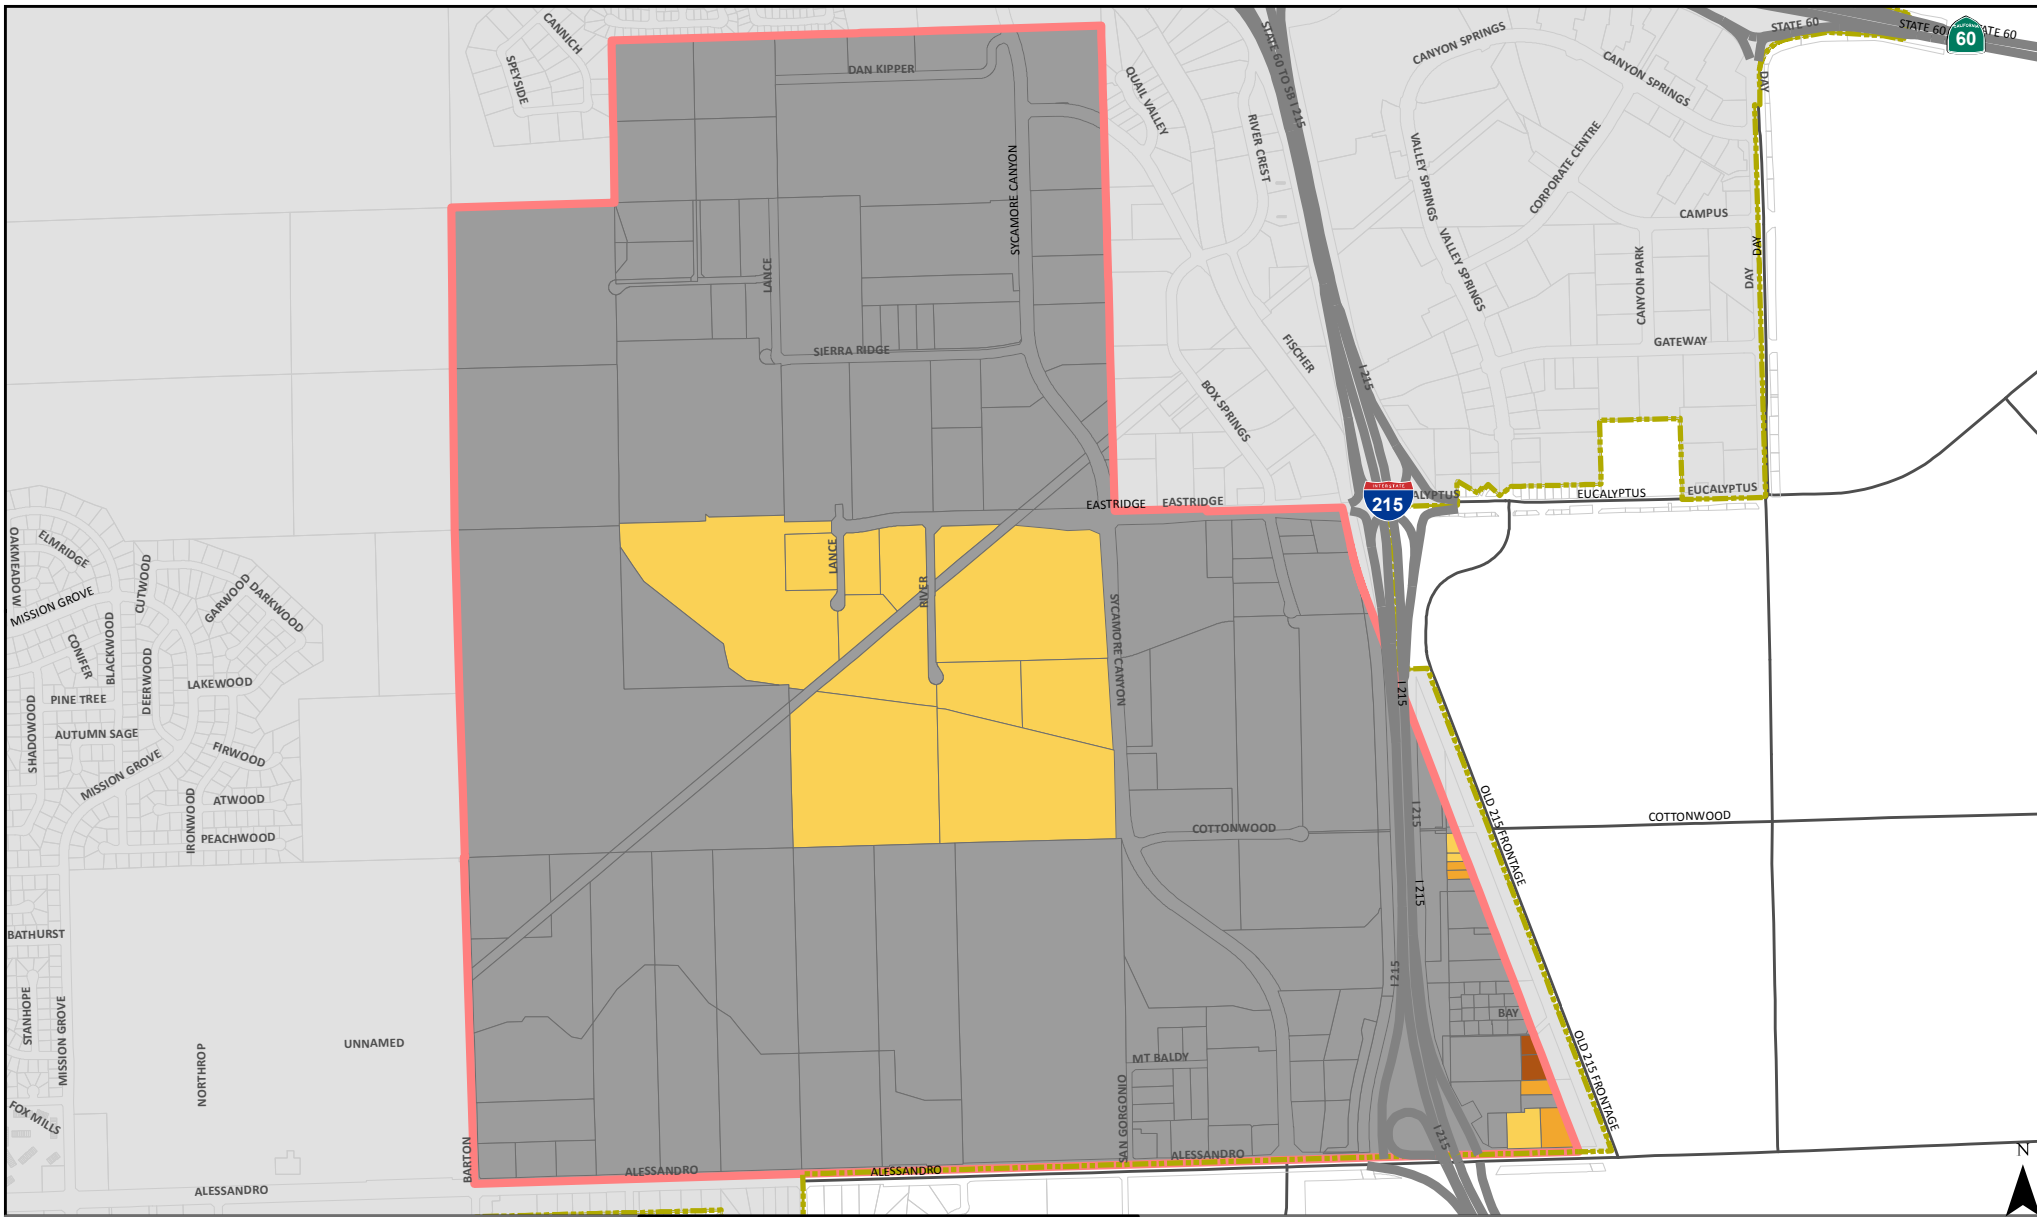 CANNICH
SPEYSIDE
DAN KIPPER
QUAIL VALLEY
STATE 60 TO SB I 215
RIVER CREST
CANYON SPRINGS
CANYON SPRINGS
STATE 60
STATE 60
CALIFORNIA
60
ATE 60
DAY
SYCAMORE CANYON
VALLEY SPRINGS
CORPORATE CENTRE
CAMPUS
VALLEY SPRINGS
DAY
DAY
CANYON PARK
LANCE
SIERRA RIDGE
FISCHER
GATEWAY
I 215
BOX SPRINGS
EASTRIDGE
EASTRIDGE
INTERSTATE
215
ALYPTUS
EUCALYPTUS
EUCALYPTUS
OAKMEADOW
ELMRIDGE
CUTWOOD
GARWOOD
DARKWOOD
MISSION GROVE
CONIFER
BLACKWOOD
DEERWOOD
LANCE
RIVER
SYCAMORE CANYON
LAKEWOOD
PINE TREE
SHADOWOOD
AUTUMN SAGE
I 215
FIRWOOD
MISSION GROVE
ATWOOD
IRONWOOD
PEACHWOOD
COTTONWOOD
I 215
OLD 215 FRONTAGE
COTTONWOOD
I 215
BATHURST
I 215
STANHOPE
MISSION GROVE
NORTHROP
UNNAMED
BAY
MT BALDY
OLD 215 FRONTAGE
FOX MILLS
SAN GORGONIO
I 215
BARTON
ALESSANDRO
ALESSANDRO
ALESSANDRO
ALESSANDRO
N